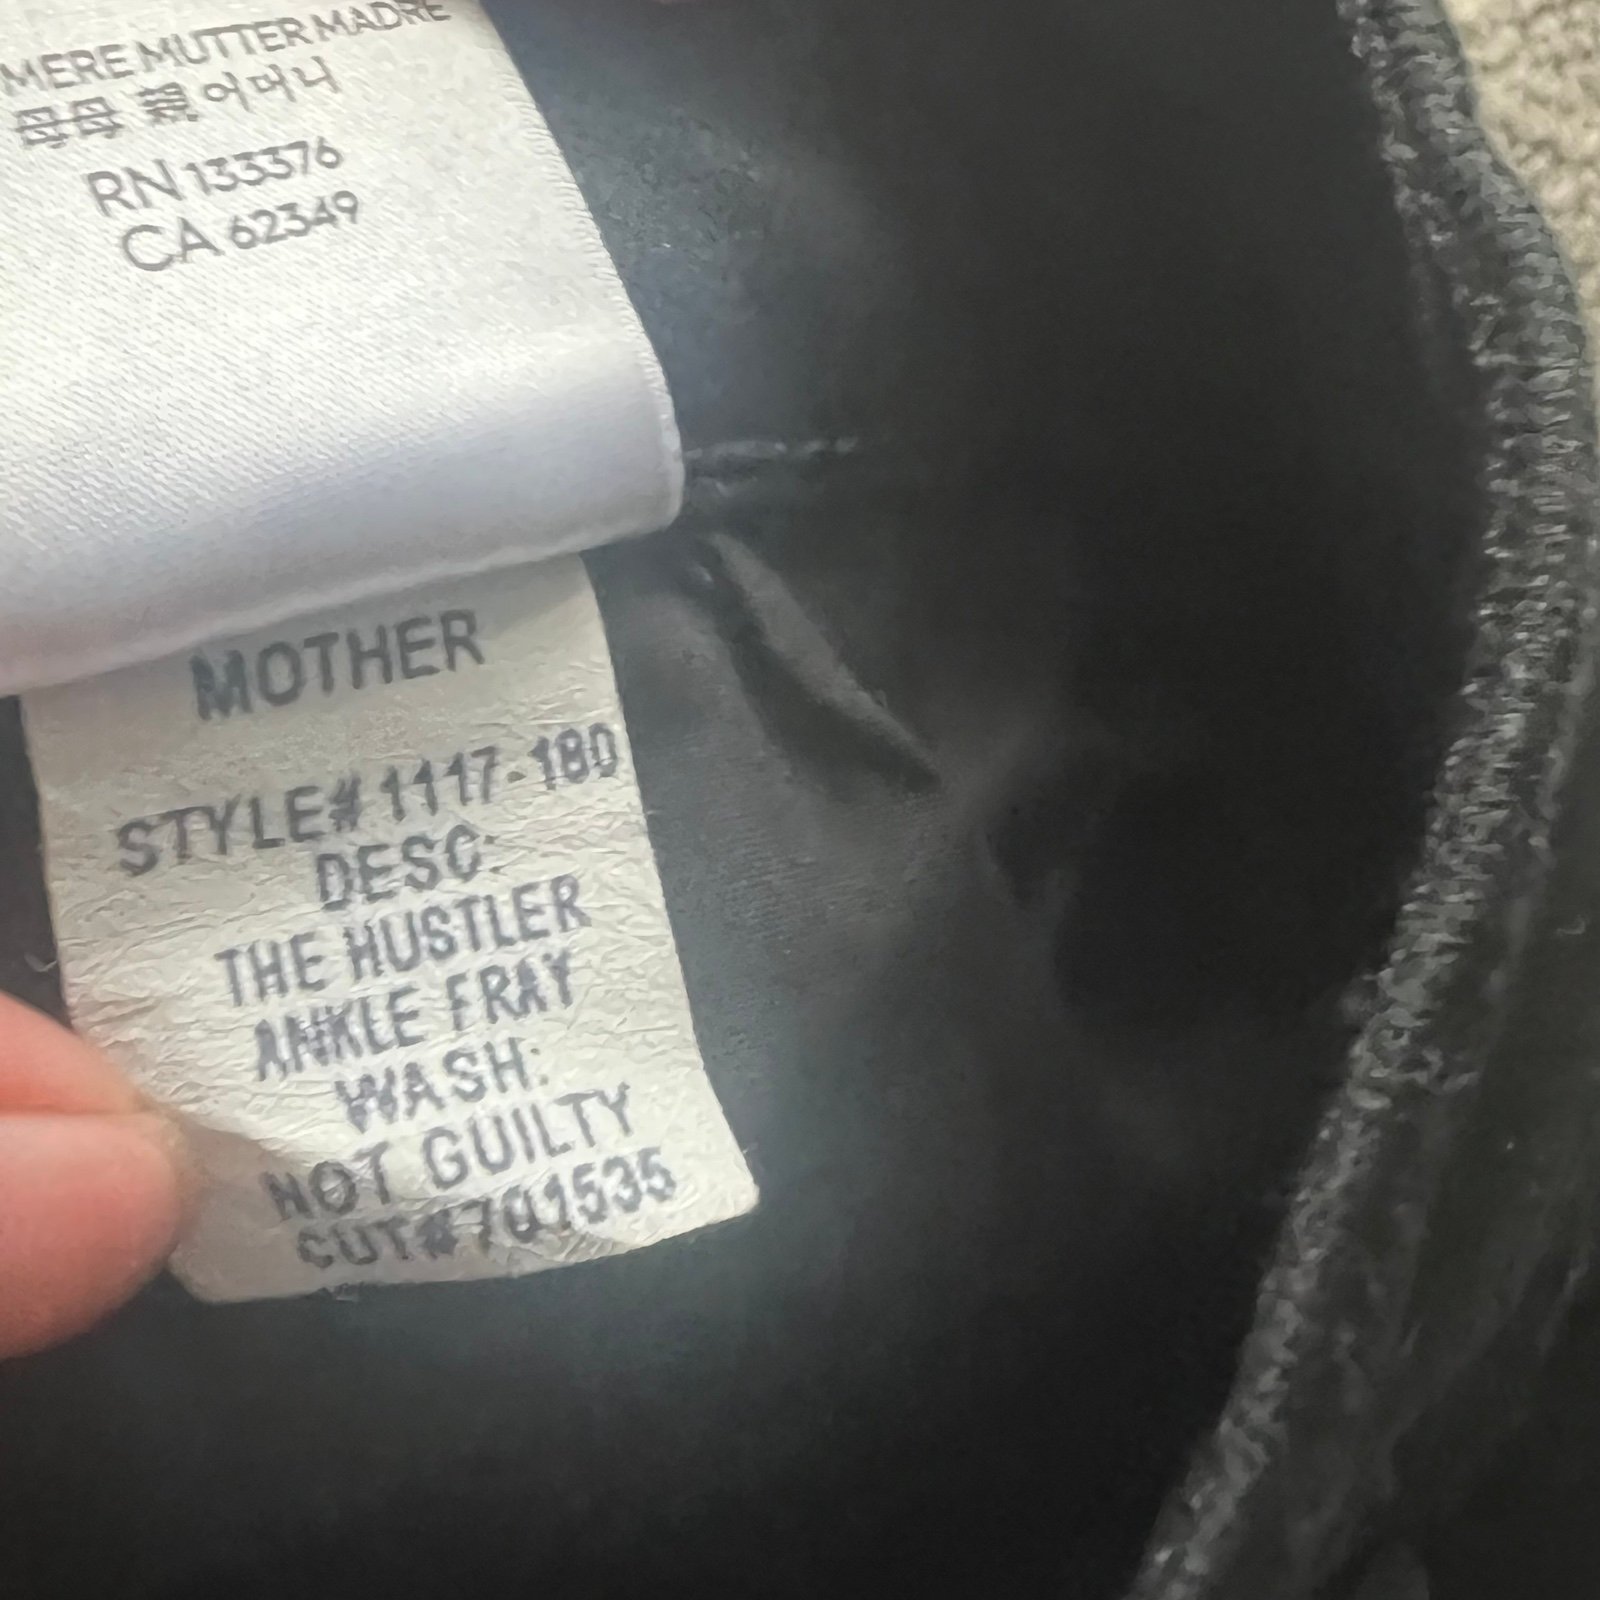 MERE MUTTER MADRE
母母 親 어머니
RN 133376
CA 62349
MOTHER
STYLE# 1117-180
DESC:
THE HUSTLER
ANKLE FRAY
WASH:
NOT GUILTY
CUT# 701535